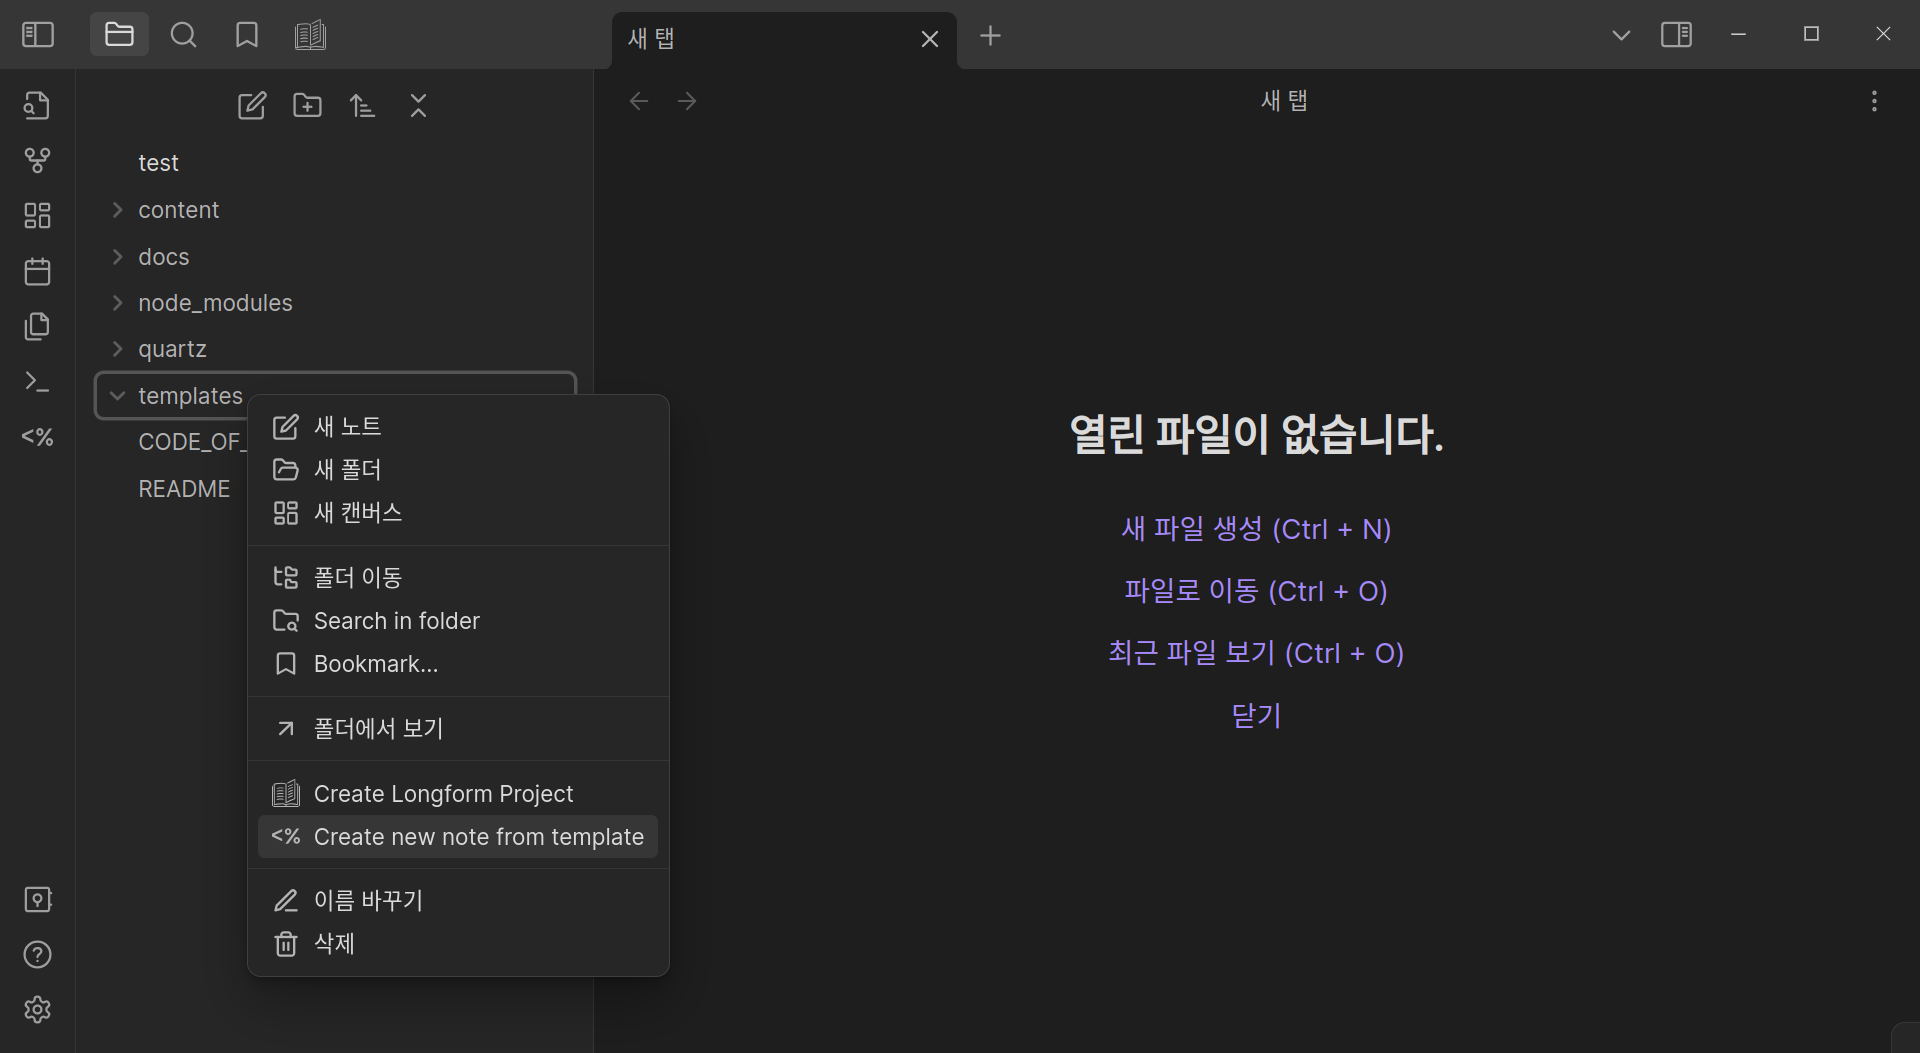 새 탭
새 탭
test
content
docs
node_modules
quartz
templates
CODE_OF_
README
<%
새 노트
새 폴더
새 캔버스
폴더 이동
Search in folder
Bookmark...
폴더에서 보기
Create Longform Project
<% Create new note from template
이름 바꾸기
삭제
열린 파일이 없습니다.
새 파일 생성 (Ctrl + N)
파일로 이동 (Ctrl + O)
최근 파일 보기 (Ctrl + O)
닫기